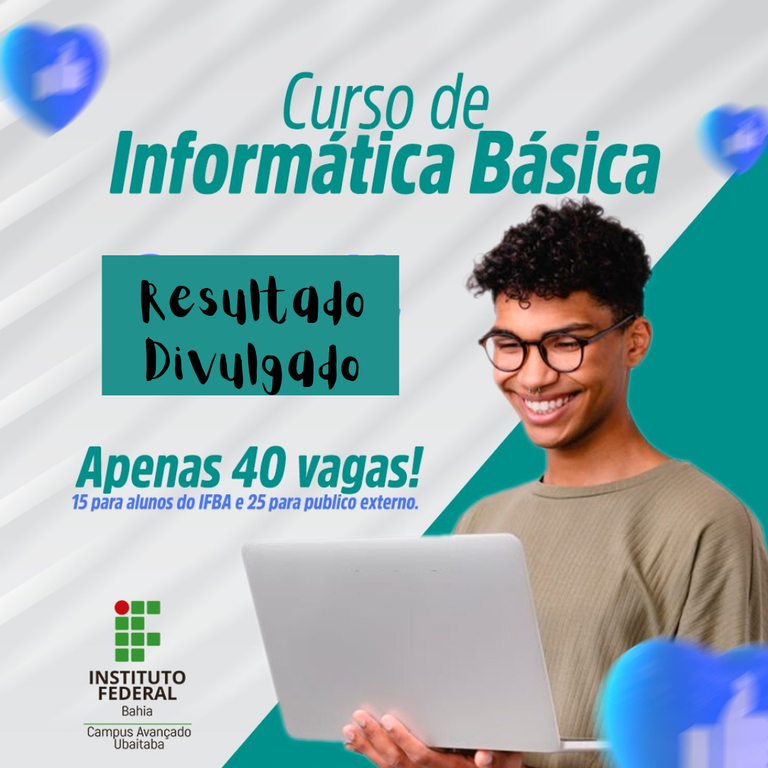 Curso de
Informática Básica
Resultado
Divulgado
Apenas 40 vagas!
15 para alunos do IFBA e 25 para publico externo.
INSTITUTO
FEDERAL
Bahia
Campus Avançado
Ubaitaba